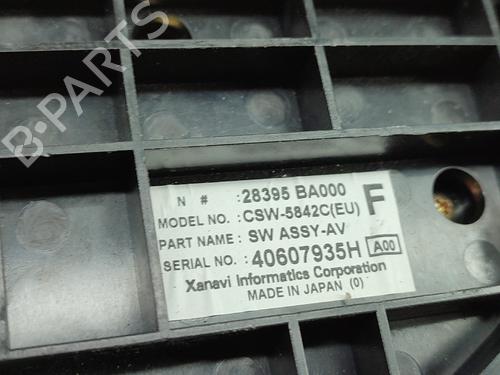 B-PARTS
N #: 28395 BA000
F
MODEL NO.: CSW-5842C(EU)
PART NAME: SW ASSY-AV
SERIAL NO.: 40607935H A00
Xanavi Informatics Corporation
MADE IN JAPAN (0)